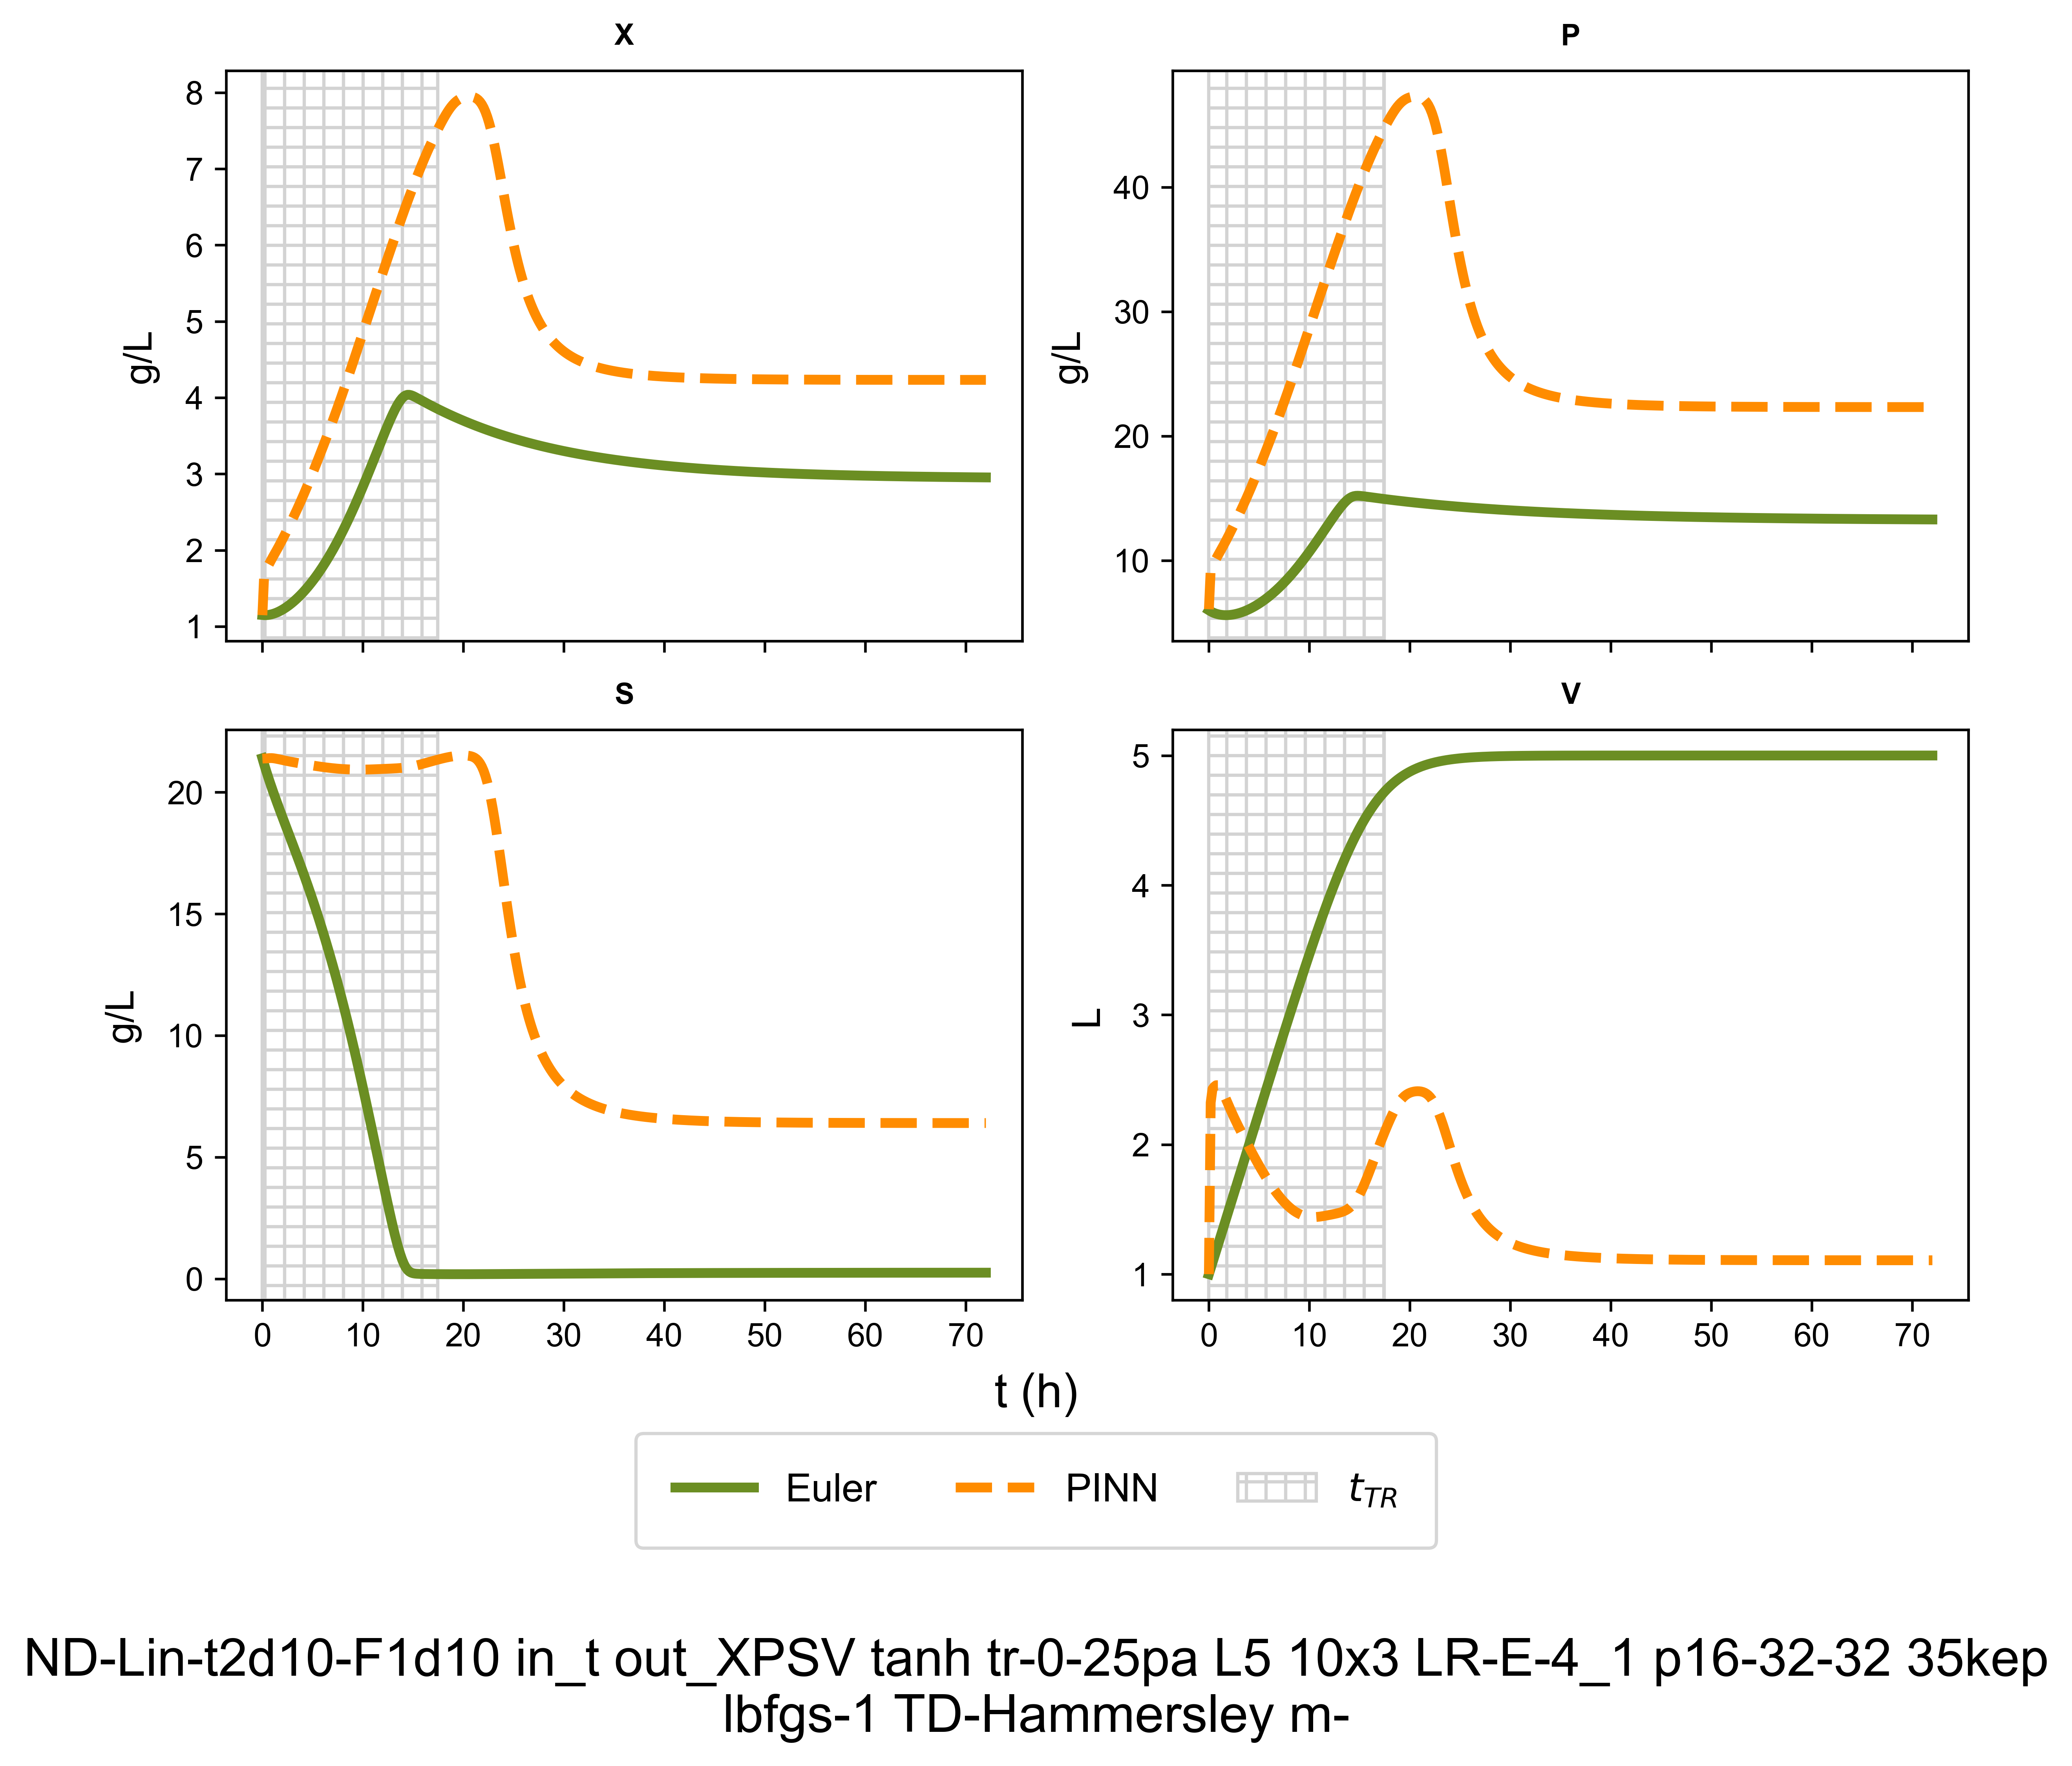 X
P
8
7
6
5
4
3
2
1
g/L
40
30
20
10
g/L
S
V
20
15
10
5
0
g/L
5
4
3
2
1
L
0 10 20 30 40 50 60 70
0 10 20 30 40 50 60 70
t (h)
Euler PINN t_TR
ND-Lin-t2d10-F1d10 in_t out_XPSV tanh tr-0-25pa L5 10x3 LR-E-4_1 p16-32-32 35kep
lbfgs-1 TD-Hammersley m-